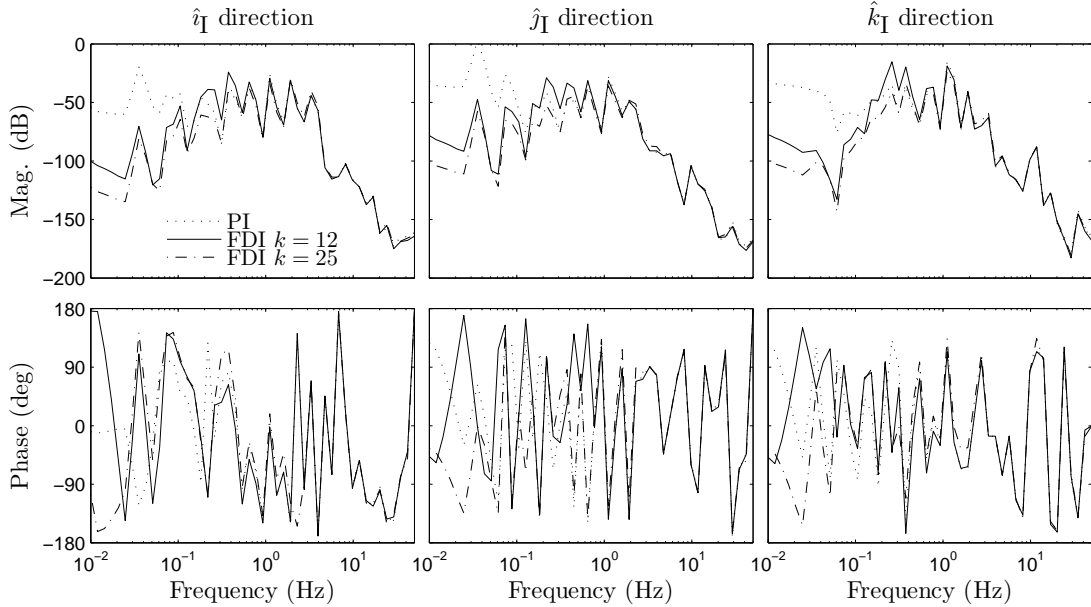 î_I direction
ĵ_I direction
k̂_I direction
Mag. (dB)
0
−50
−100
−150
−200
PI
FDI k = 12
FDI k = 25
Phase (deg)
180
90
0
−90
−180
10^−2 10^−1 10^0 10^1
10^−2 10^−1 10^0 10^1
10^−2 10^−1 10^0 10^1
Frequency (Hz)
Frequency (Hz)
Frequency (Hz)